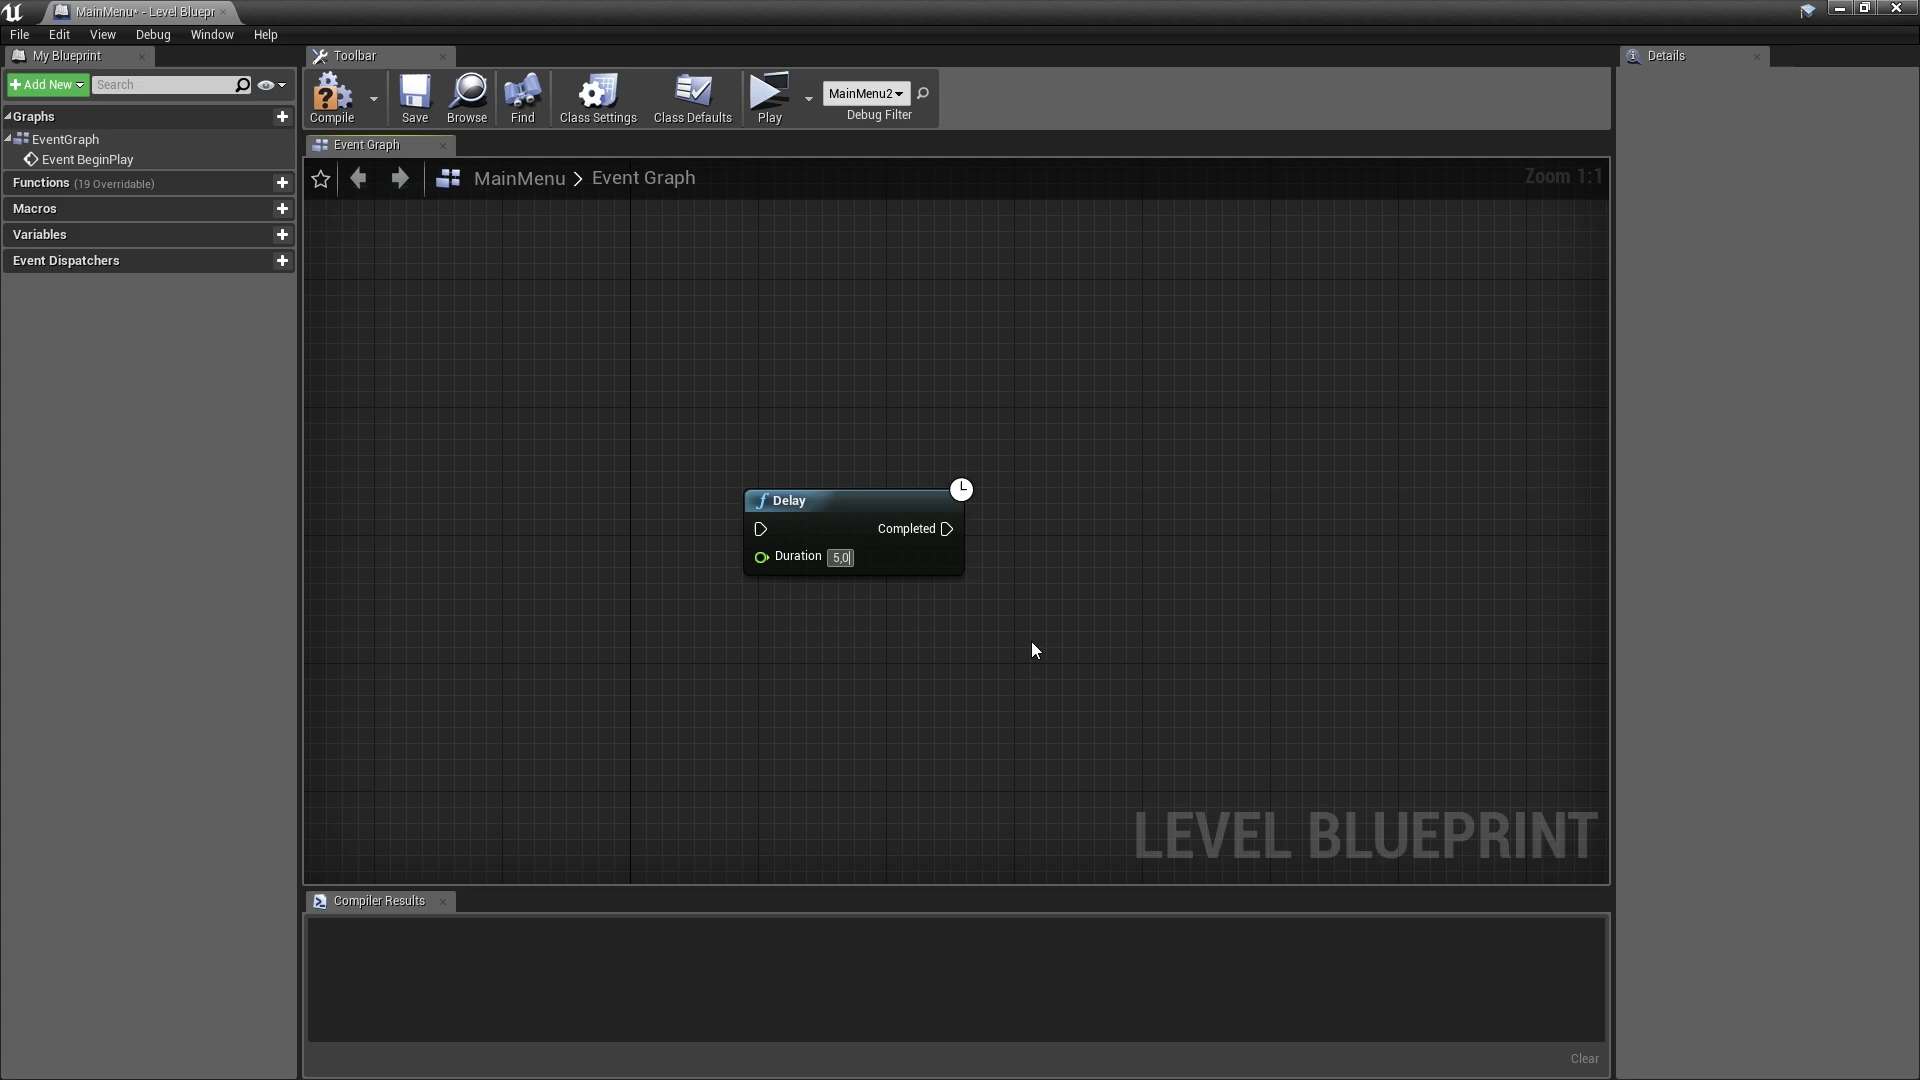 MainMenu* - Level Bluepr
File Edit View Debug Window Help
My Blueprint
Toolbar
Details
Add New
Search
Compile
Save
Browse
Find
Class Settings
Class Defaults
Play
MainMenu2
Debug Filter
Graphs
EventGraph
Event BeginPlay
Functions (19 Overridable)
Macros
Variables
Event Dispatchers
Event Graph
MainMenu > Event Graph
Zoom 1:1
f Delay
Completed
Duration 5,0
LEVEL BLUEPRINT
Compiler Results
Clear